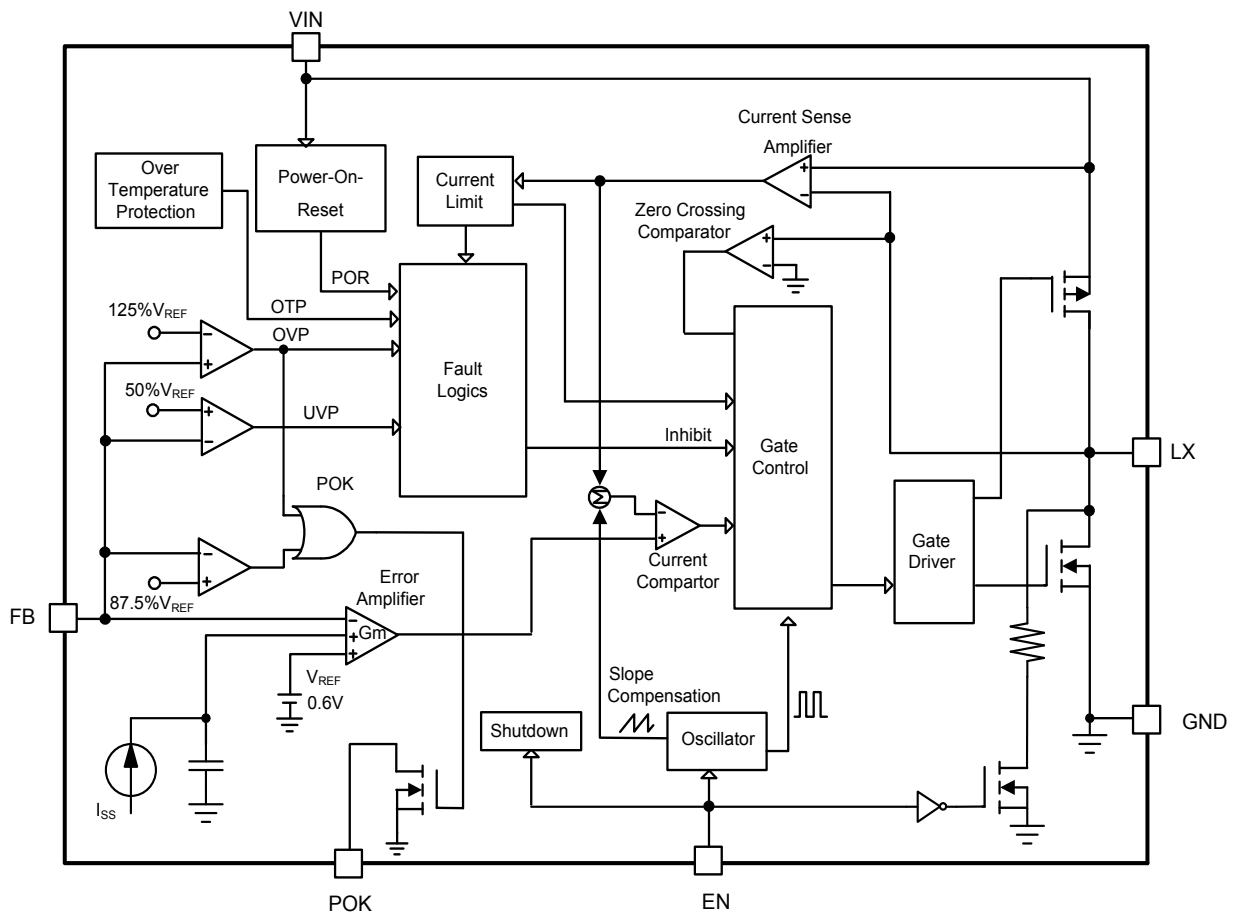 VIN
Current Sense
Amplifier
Over
Temperature
Protection
Power-On-
Reset
Current
Limit
Zero Crossing
Comparator
POR
OTP
125%VREF
OVP
Fault
Logics
50%VREF
UVP
Inhibit
Gate
Control
LX
POK
Gate
Driver
Current
Compartor
Error
Amplifier
87.5%VREF
FB
Gm
VREF
0.6V
Slope
Compensation
Shutdown
Oscillator
GND
ISS
POK
EN